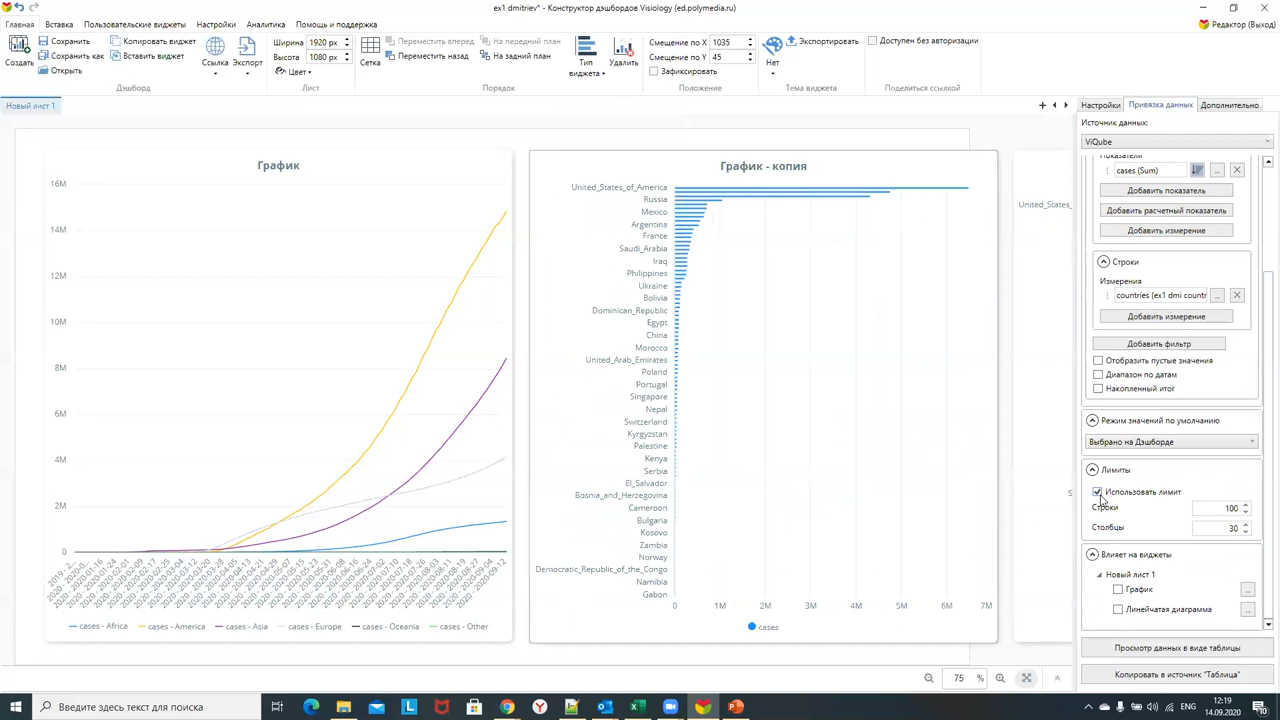 ex1 dmitriev* - Конструктор дэшбордов Visiology (ed.polymedia.ru)
Главная Вставка Пользовательские виджеты Настройки Аналитика Помощь и поддержка
Редактор (Выход)
Создать
Сохранить
Сохранить как
Открыть
Копировать виджет
Вставить виджет
Дэшборд
Ссылка
Экспорт
Ширина 1920 px
Высота 1080 px
Цвет
Лист
Сетка
Переместить вперед
Переместить назад
На передний план
На задний план
Порядок
Тип виджета
Удалить
Смещение по X 1035
Смещение по Y 45
Зафиксировать
Положение
Нет
Экспортировать
Тема виджета
Доступен без авторизации
Поделиться ссылкой
Новый лист 1
График
16M
14M
12M
10M
8M
6M
4M
2M
0
cases - Africa cases - America cases - Asia cases - Europe cases - Oceania cases - Other
График - копия
United_States_of_America
Russia
Mexico
Argentina
France
Saudi_Arabia
Iraq
Philippines
Ukraine
Bolivia
Dominican_Republic
Egypt
China
Morocco
United_Arab_Emirates
Poland
Portugal
Singapore
Nepal
Switzerland
Kyrgyzstan
Palestine
Kenya
Serbia
El_Salvador
Bosnia_and_Herzegovina
Cameroon
Bulgaria
Kosovo
Zambia
Norway
Democratic_Republic_of_the_Congo
Namibia
Gabon
0 1M 2M 3M 4M 5M 6M 7M
cases
United_States_
75 %
Настройки Привязка данных Дополнительно
Источник данных:
ViQube
Показатели
cases (Sum) ...
Добавить показатель
Добавить расчетный показатель
Добавить измерение
Строки
Измерения
countries (ex1 dmi countr ...
Добавить измерение
Добавить фильтр
Отобразить пустые значения
Диапазон по датам
Накопленный итог
Режим значений по умолчанию
Выбрано на Дэшборде
Лимиты
Использовать лимит
Строки 100
Столбцы 30
Влияет на виджеты
Новый лист 1
График ...
Линейчатая диаграмма ...
Просмотр данных в виде таблицы
Копировать в источник "Таблица"
Введите здесь текст для поиска
РУС
12:19
14.09.2020